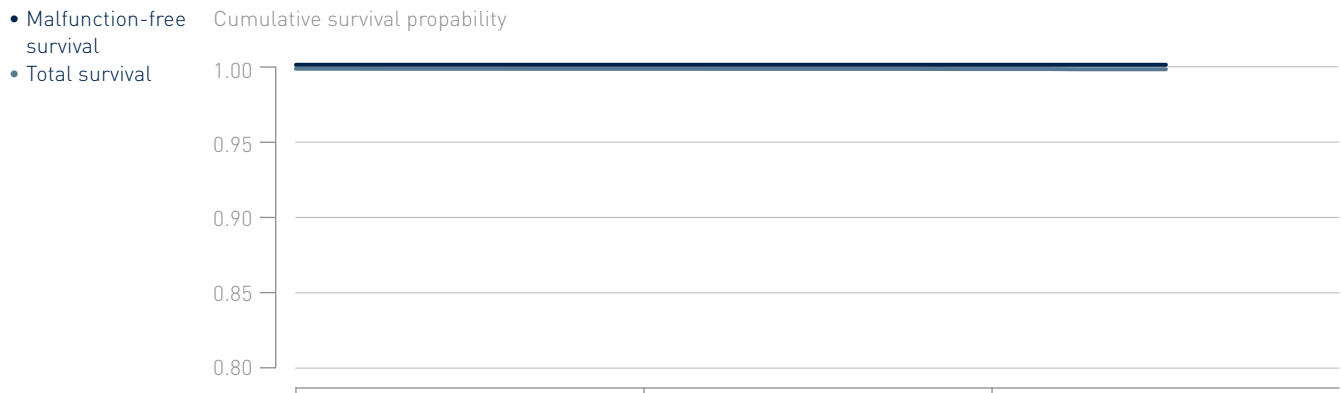 • Malfunction-free
survival
• Total survival
Cumulative survival propability
1.00
0.95
0.90
0.85
0.80